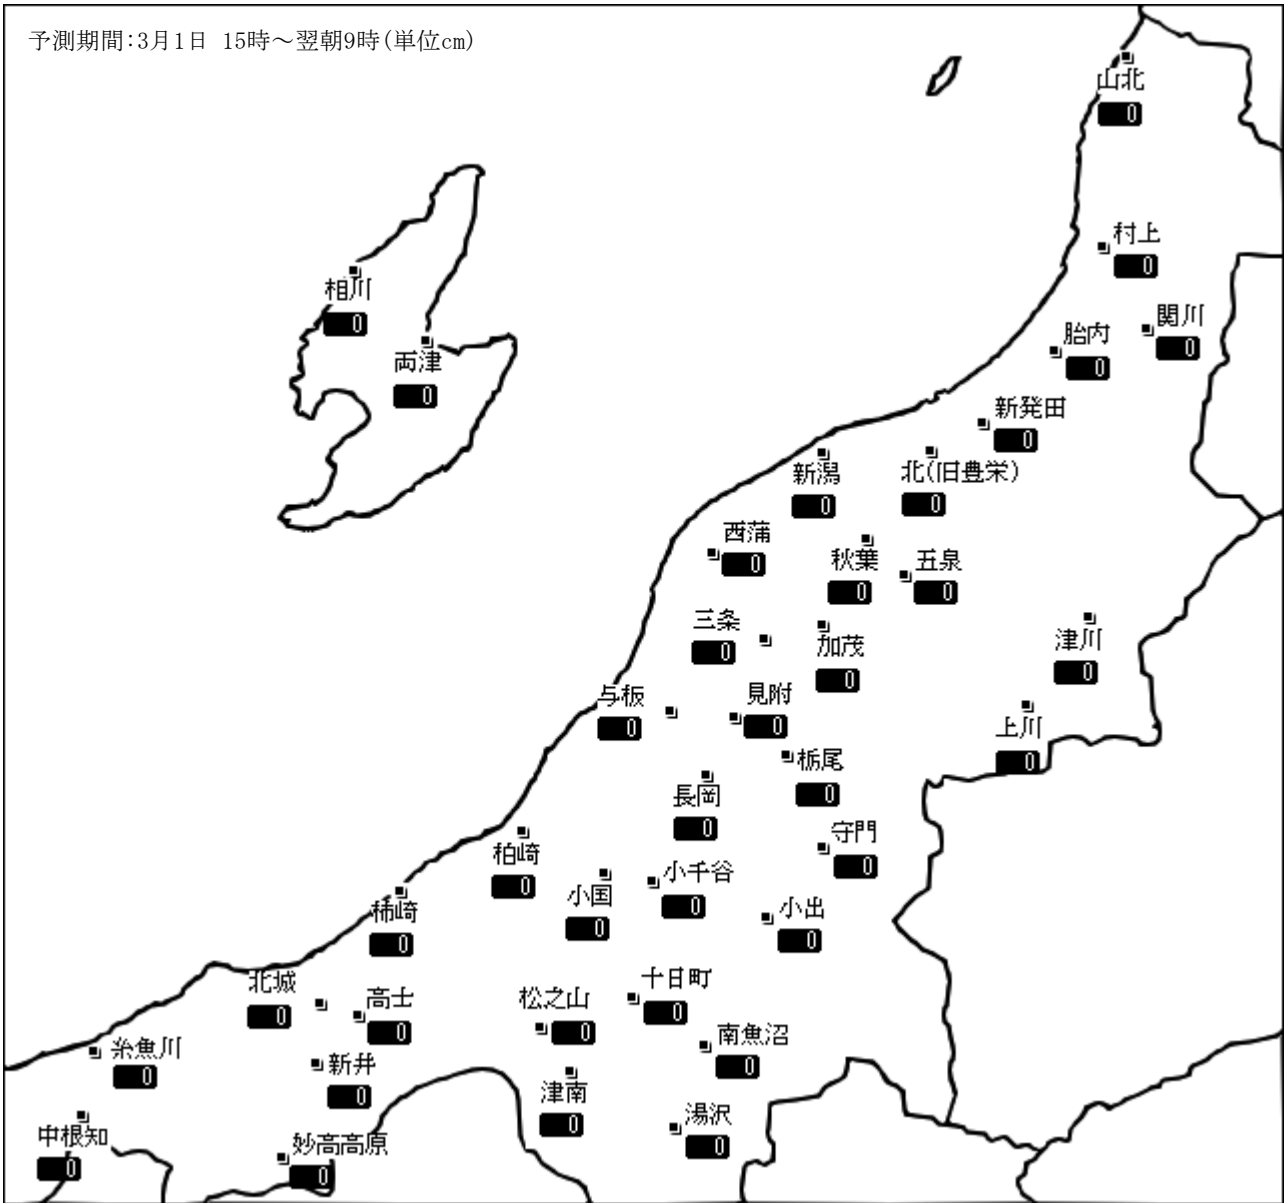 予測期間:3月1日 15時～翌朝9時(単位cm)
山北
0
村上
0
相川
0
関川
0
胎内
0
両津
0
新発田
0
新潟
0
北(旧豊栄)
0
西蒲
0
秋葉
0
五泉
0
三条
0
加茂
0
津川
0
与板
0
見附
0
上川
0
栃尾
0
長岡
0
守門
0
柏崎
0
小国
0
小千谷
0
柿崎
0
小出
0
北城
0
高士
0
松之山
0
十日町
0
糸魚川
0
新井
0
南魚沼
0
津南
0
湯沢
0
中根知
0
妙高高原
0